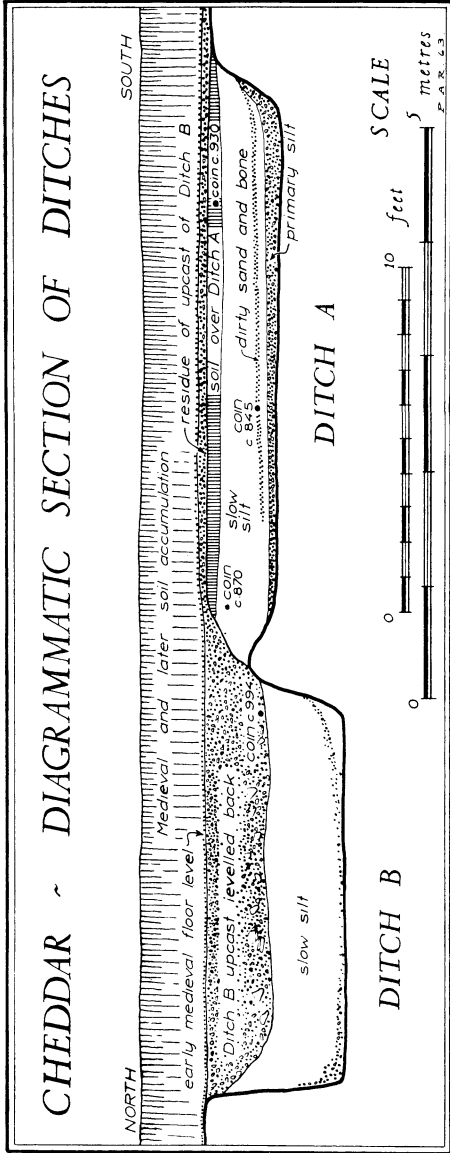 CHEDDAR ~ DIAGRAMMATIC SECTION OF DITCHES
NORTH
SOUTH
Medieval and later soil accumulation
early medieval floor level
residue of upcast of Ditch B
soil over Ditch A
coin c. 930
Ditch B upcast levelled back
coin c. 994
coin
c. 870
slow
silt
coin
c 845
dirty sand and bone
primary silt
slow silt
DITCH B
DITCH A
SCALE
0
10
feet
0
5
metres
P A R 63